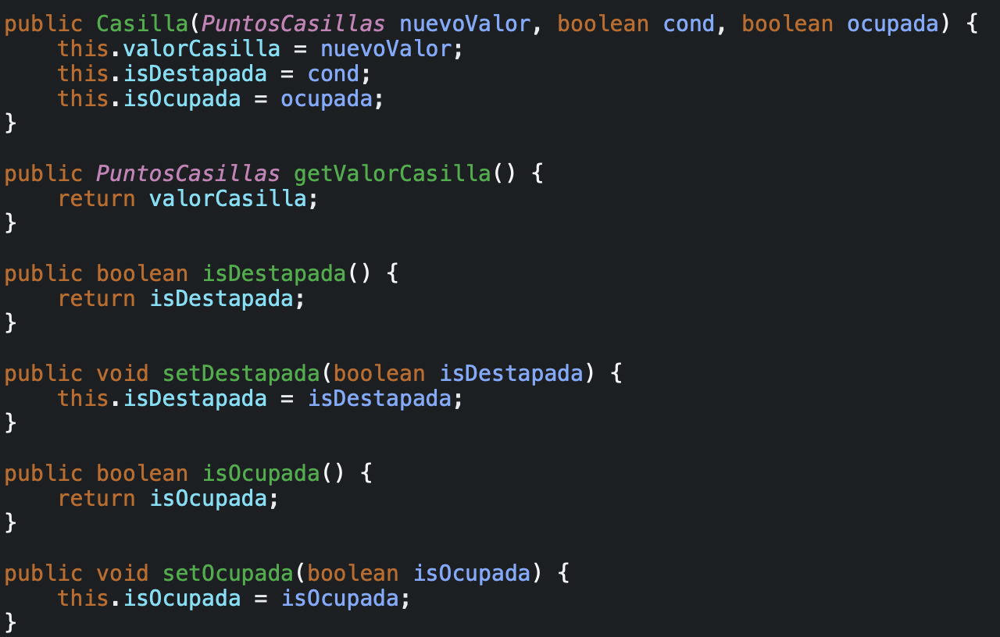 public Casilla(PuntosCasillas nuevoValor, boolean cond, boolean ocupada) {
    this.valorCasilla = nuevoValor;
    this.isDestapada = cond;
    this.isOcupada = ocupada;
}

public PuntosCasillas getValorCasilla() {
    return valorCasilla;
}

public boolean isDestapada() {
    return isDestapada;
}

public void setDestapada(boolean isDestapada) {
    this.isDestapada = isDestapada;
}

public boolean isOcupada() {
    return isOcupada;
}

public void setOcupada(boolean isOcupada) {
    this.isOcupada = isOcupada;
}